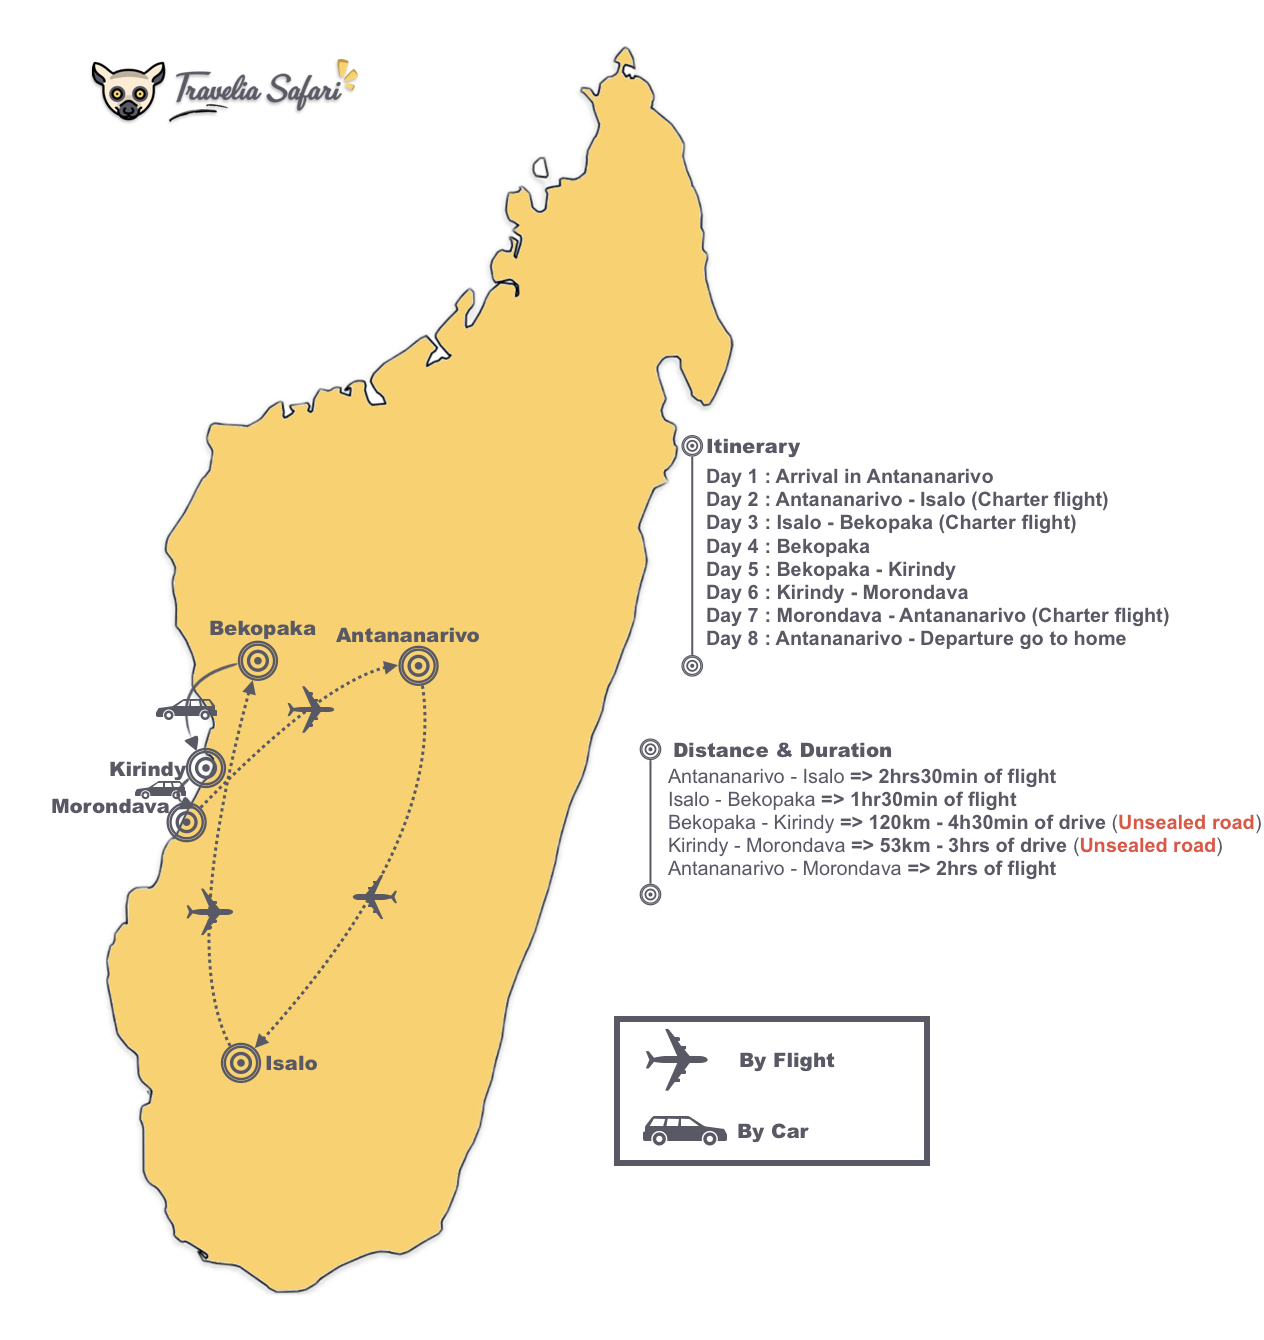 Travelia Safari
Itinerary
Day 1 : Arrival in Antananarivo
Day 2 : Antananarivo - Isalo (Charter flight)
Day 3 : Isalo - Bekopaka (Charter flight)
Day 4 : Bekopaka
Day 5 : Bekopaka - Kirindy
Day 6 : Kirindy - Morondava
Day 7 : Morondava - Antananarivo (Charter flight)
Day 8 : Antananarivo - Departure go to home
Bekopaka
Antananarivo
Kirindy
Morondava
Isalo
Distance & Duration
Antananarivo - Isalo => 2hrs30min of flight
Isalo - Bekopaka => 1hr30min of flight
Bekopaka - Kirindy => 120km - 4h30min of drive (Unsealed road)
Kirindy - Morondava => 53km - 3hrs of drive (Unsealed road)
Antananarivo - Morondava => 2hrs of flight
By Flight
By Car